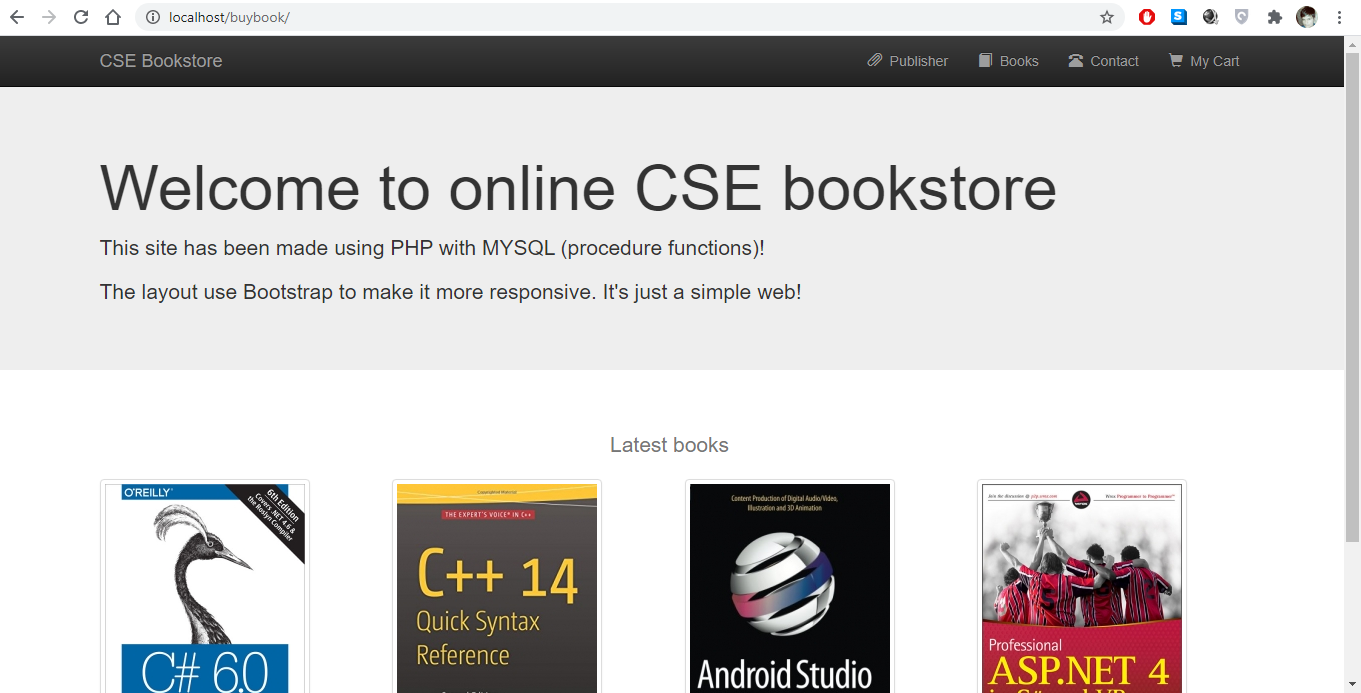 localhost/buybook/
CSE Bookstore
Publisher
Books
Contact
My Cart
Welcome to online CSE bookstore
This site has been made using PHP with MYSQL (procedure functions)!
The layout use Bootstrap to make it more responsive. It's just a simple web!
Latest books
O'REILLY®
6th Edition
Covers .NET 4.6 &
the Roslyn Compiler
C# 6.0
THE EXPERT'S VOICE® IN C++
C++ 14
Quick Syntax
Reference
Content Production of Digital Audio/Video,
Illustration and 3D Animation
Android Studio
Join the discussion @ p2p.wrox.com
Wrox Programmer to Programmer™
Professional
ASP.NET 4